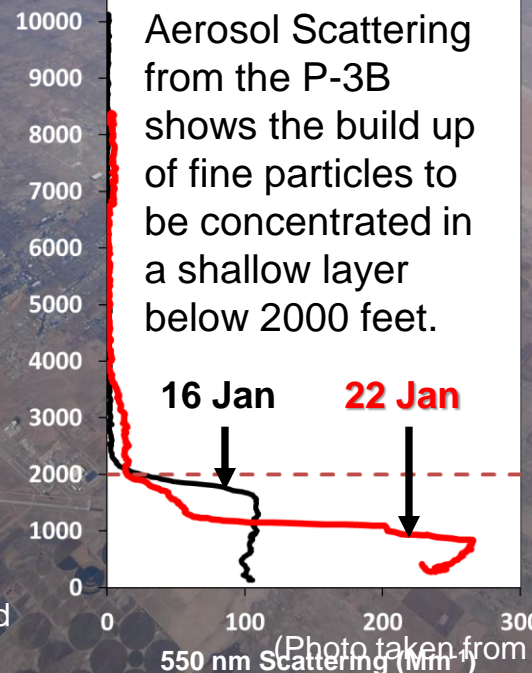 Aerosol Scattering
from the P-3B
shows the build up
of fine particles to
be concentrated in
a shallow layer
below 2000 feet.
16 Jan 22 Jan
10000
9000
8000
7000
6000
5000
4000
3000
2000
1000
0
0 100 200 300
(Photo taken from
550 nm Scattering (Mm-1)